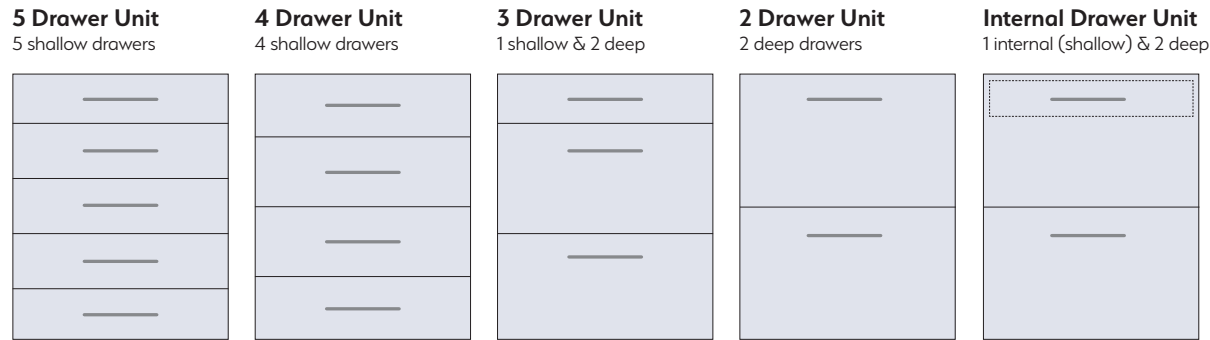 5 Drawer Unit
5 shallow drawers
4 Drawer Unit
4 shallow drawers
3 Drawer Unit
1 shallow & 2 deep
2 Drawer Unit
2 deep drawers
Internal Drawer Unit
1 internal (shallow) & 2 deep